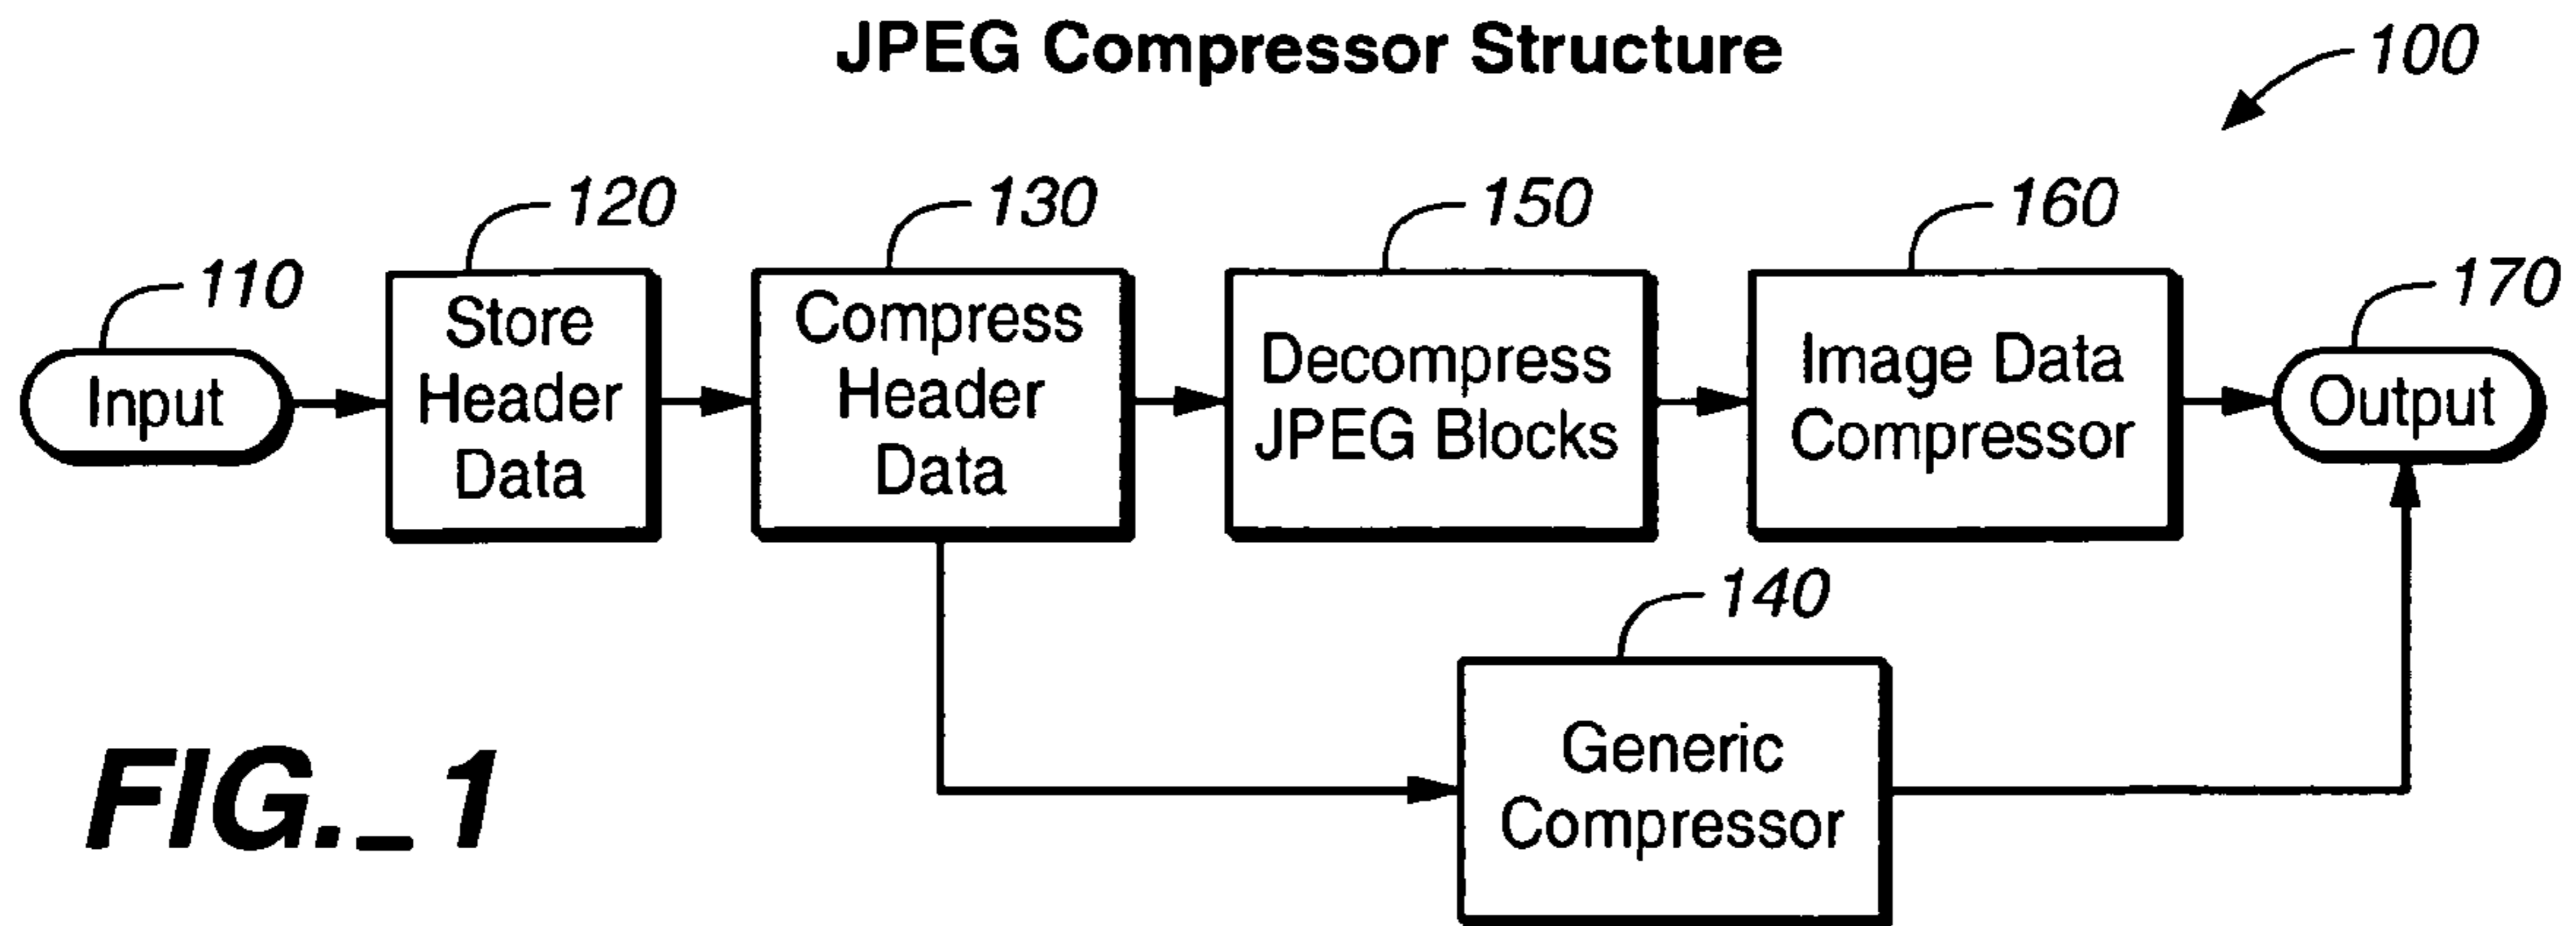 JPEG Compressor Structure
100
110
Input
120
Store
Header
Data
130
Compress
Header
Data
150
Decompress
JPEG Blocks
160
Image Data
Compressor
170
Output
140
Generic
Compressor
FIG._1